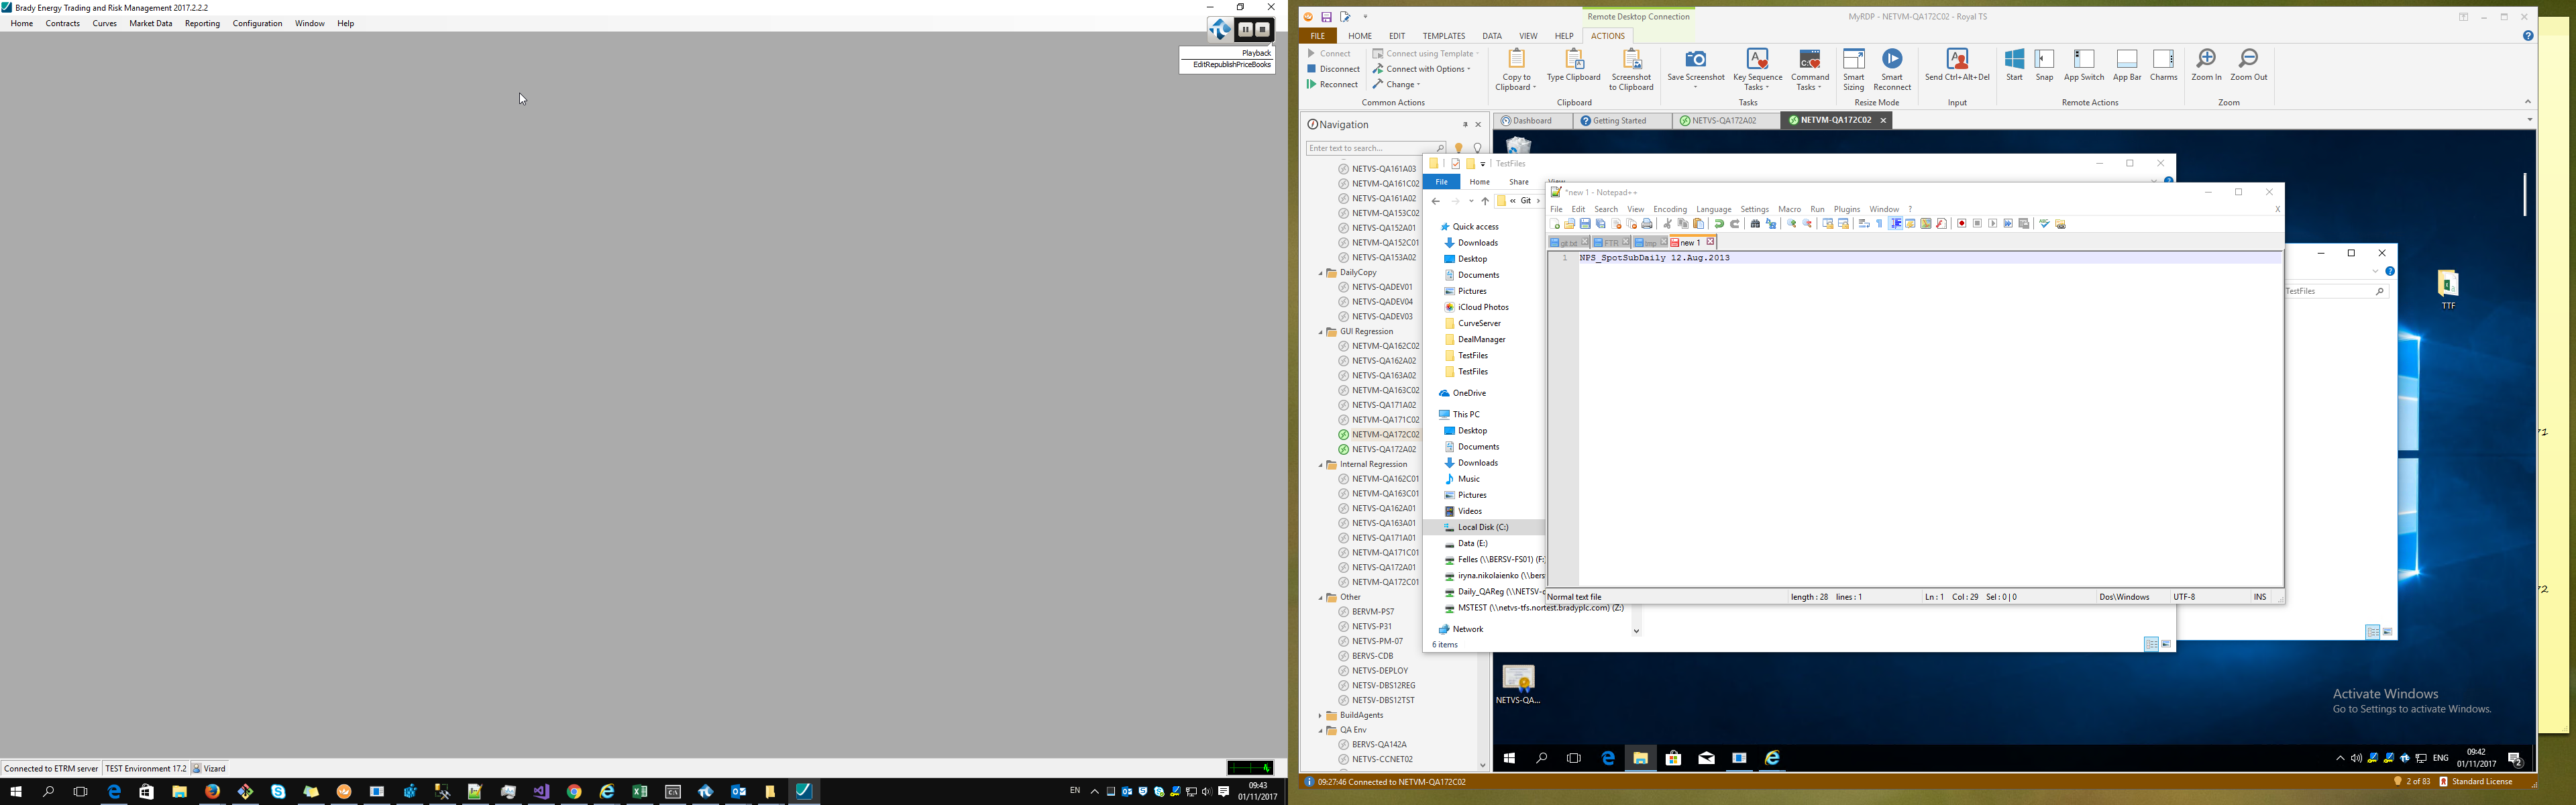 Brady Energy Trading and Risk Management 2017.2.2.2
Home Contracts Curves Market Data Reporting Configuration Window Help
Playback
EditRepublishPriceBooks
Connected to ETRM server TEST Environment 17.2 Vizard
EN 09:43
01/11/2017
Remote Desktop Connection
MyRDP - NETVM-QA172C02 - Royal TS
FILE HOME EDIT TEMPLATES DATA VIEW HELP ACTIONS
Connect
Disconnect
Reconnect
Connect using Template
Connect with Options
Change
Common Actions
Copy to Clipboard
Type Clipboard
Screenshot to Clipboard
Clipboard
Save Screenshot
Key Sequence Tasks
Command Tasks
Tasks
Smart Sizing
Smart Reconnect
Resize Mode
Send Ctrl+Alt+Del
Input
Start Snap App Switch App Bar Charms
Remote Actions
Zoom In Zoom Out
Zoom
Navigation
Enter text to search...
Dashboard Getting Started NETVS-QA172A02 NETVM-QA172C02
NETVS-QA161A03
NETVM-QA161C02
NETVS-QA161A02
NETVM-QA153C02
NETVS-QA152A01
NETVM-QA152C01
NETVS-QA153A02
DailyCopy
NETVS-QADEV01
NETVS-QADEV04
NETVS-QADEV03
GUI Regression
NETVM-QA162C02
NETVS-QA162A02
NETVS-QA163A02
NETVM-QA163C02
NETVS-QA171A02
NETVM-QA171C02
NETVM-QA172C02
NETVS-QA172A02
Internal Regression
NETVM-QA162C01
NETVM-QA163C01
NETVS-QA162A01
NETVS-QA163A01
NETVS-QA171A01
NETVM-QA171C01
NETVS-QA172A01
NETVM-QA172C01
Other
BERVM-PS7
NETVS-P31
NETVS-PM-07
BERVS-CDB
NETVS-DEPLOY
NETSV-DBS12REG
NETSV-DBS12TST
BuildAgents
QA Env
BERVS-QA142A
NETVS-CCNET02
TestFiles
File Home Share View
Git
Quick access
Downloads
Desktop
Documents
Pictures
iCloud Photos
CurveServer
DealManager
TestFiles
TestFiles
OneDrive
This PC
Desktop
Documents
Downloads
Music
Pictures
Videos
Local Disk (C:)
Data (E:)
Felles (\\BERSV-FS01) (F:)
iryna.nikolaienko (\\bers
Daily_QAReg (\\NETSV-
MSTEST (\\netvs-tfs.nortest.bradyplc.com) (Z:)
Network
6 items
*new 1 - Notepad++
File Edit Search View Encoding Language Settings Macro Run Plugins Window ?
X
git.txt FTR tmp new 1
1 NPS_SpotSubDaily 12.Aug.2013
Normal text file length : 28 lines : 1 Ln : 1 Col : 29 Sel : 0 | 0 Dos\Windows UTF-8 INS
TestFiles
TTF
NETVS-QA...
Activate Windows
Go to Settings to activate Windows.
ENG 09:42
01/11/2017
09:27:46 Connected to NETVM-QA172C02
2 of 83 Standard License